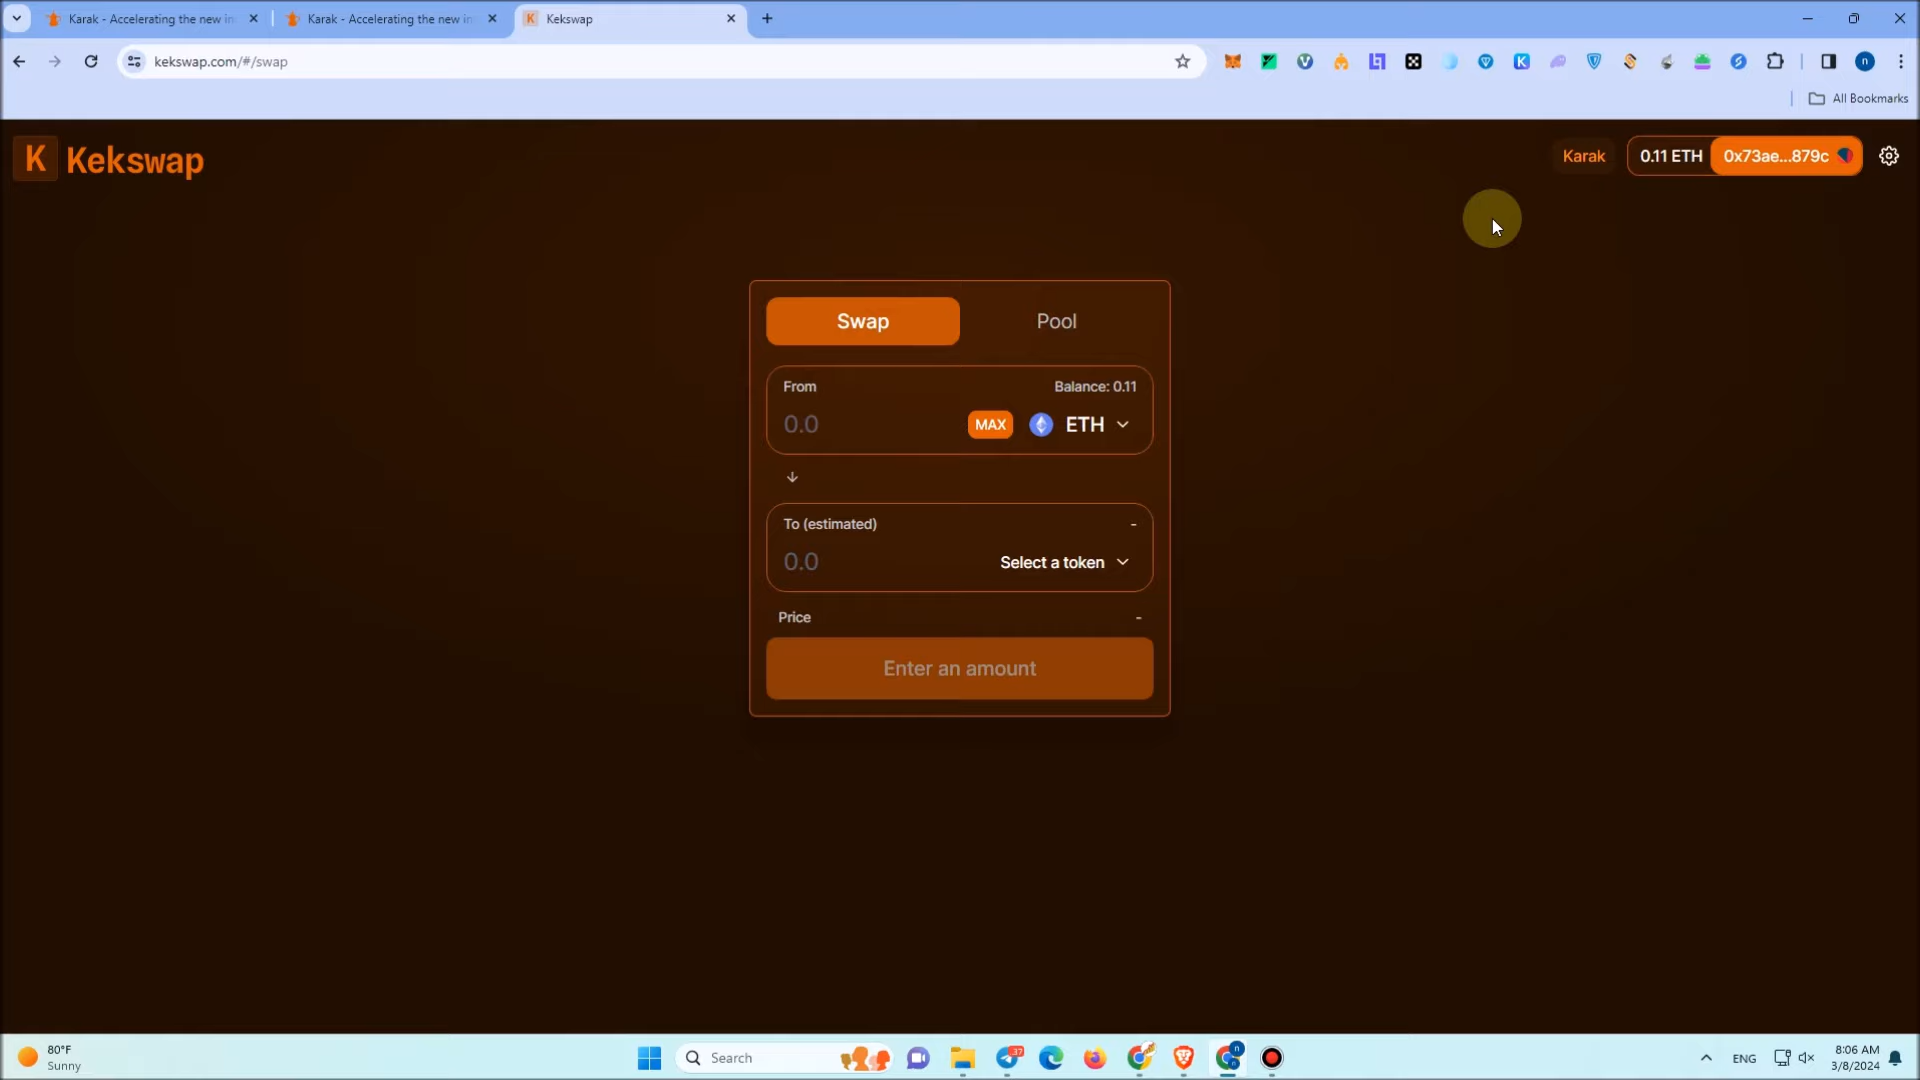 Karak - Accelerating the new in
Karak - Accelerating the new in
Kekswap
kekswap.com/#/swap
All Bookmarks
K Kekswap
Karak
0.11 ETH
0x73ae...879c
Swap
Pool
From
Balance: 0.11
0.0
MAX
ETH
To (estimated)
-
0.0
Select a token
Price
-
Enter an amount
80°F
Sunny
Search
37
ENG
8:06 AM
3/8/2024